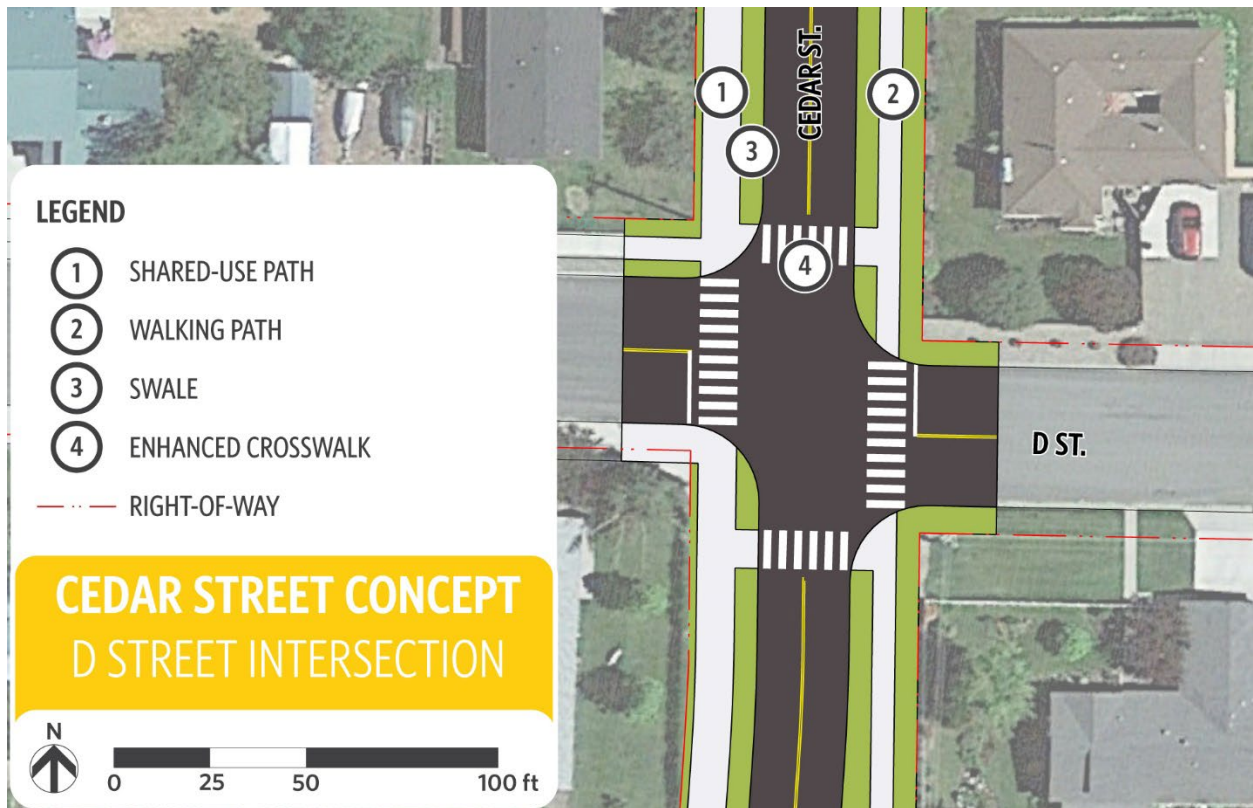 1
2
3
CEDAR ST.
4
D ST.
LEGEND
1 SHARED-USE PATH
2 WALKING PATH
3 SWALE
4 ENHANCED CROSSWALK
RIGHT-OF-WAY
CEDAR STREET CONCEPT
D STREET INTERSECTION
N
0 25 50 100 ft